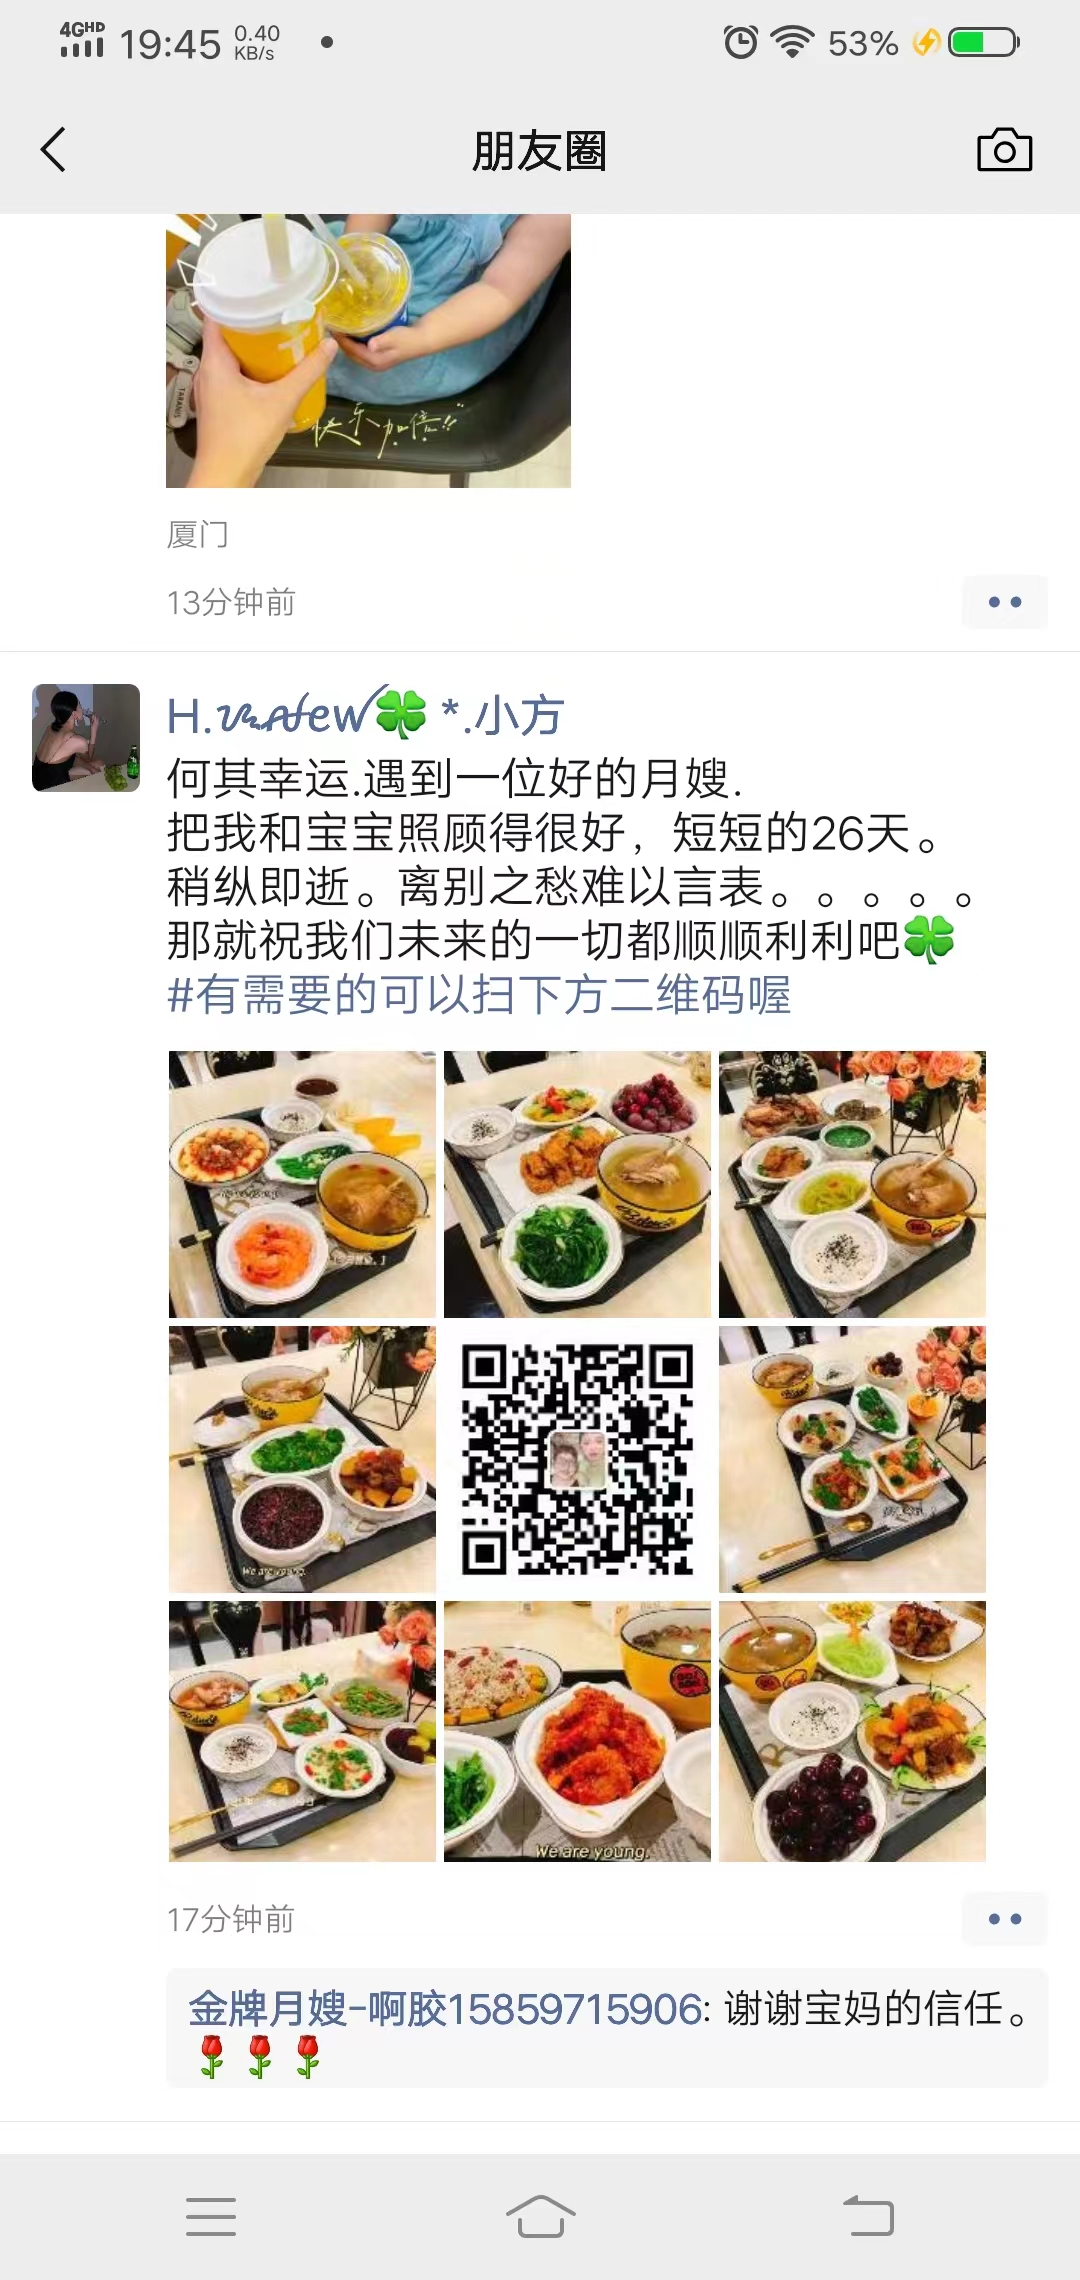 4GHD 19:45 0.40 KB/s 53%
朋友圈
TARANIS
T
"快乐加倍!!"
厦门
13分钟前
H. few🍀 *.小方
何其幸运.遇到一位好的月嫂.
把我和宝宝照顾得很好，短短的26天。
稍纵即逝。离别之愁难以言表。。。。。
那就祝我们未来的一切都顺顺利利吧🍀
#有需要的可以扫下方二维码喔
We are young.
We are young.
17分钟前
金牌月嫂-啊胶15859715906: 谢谢宝妈的信任。
🌹🌹🌹